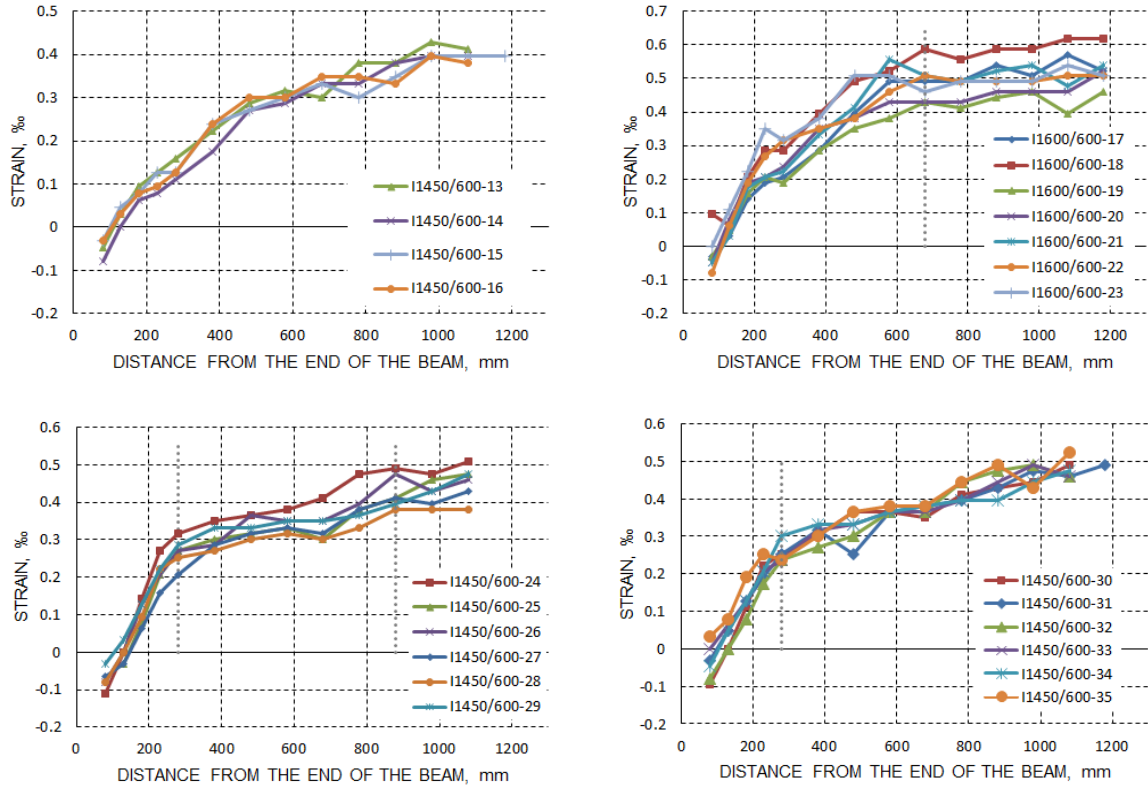 0.5
0.4
0.3
0.2
0.1
0
-0.1
-0.2
STRAIN, ‰
0 200 400 600 800 1000 1200
DISTANCE FROM THE END OF THE BEAM, mm
I1450/600-13
I1450/600-14
I1450/600-15
I1450/600-16
0.7
0.6
0.5
0.4
0.3
0.2
0.1
0
-0.1
-0.2
STRAIN, ‰
0 200 400 600 800 1000 1200
DISTANCE FROM THE END OF THE BEAM, mm
I1600/600-17
I1600/600-18
I1600/600-19
I1600/600-20
I1600/600-21
I1600/600-22
I1600/600-23
0.6
0.5
0.4
0.3
0.2
0.1
0
-0.1
-0.2
STRAIN, ‰
0 200 400 600 800 1000 1200
DISTANCE FROM THE END OF THE BEAM, mm
I1450/600-24
I1450/600-25
I1450/600-26
I1450/600-27
I1450/600-28
I1450/600-29
0.6
0.5
0.4
0.3
0.2
0.1
0
-0.1
-0.2
STRAIN, ‰
0 200 400 600 800 1000 1200
DISTANCE FROM THE END OF THE BEAM, mm
I1450/600-30
I1450/600-31
I1450/600-32
I1450/600-33
I1450/600-34
I1450/600-35